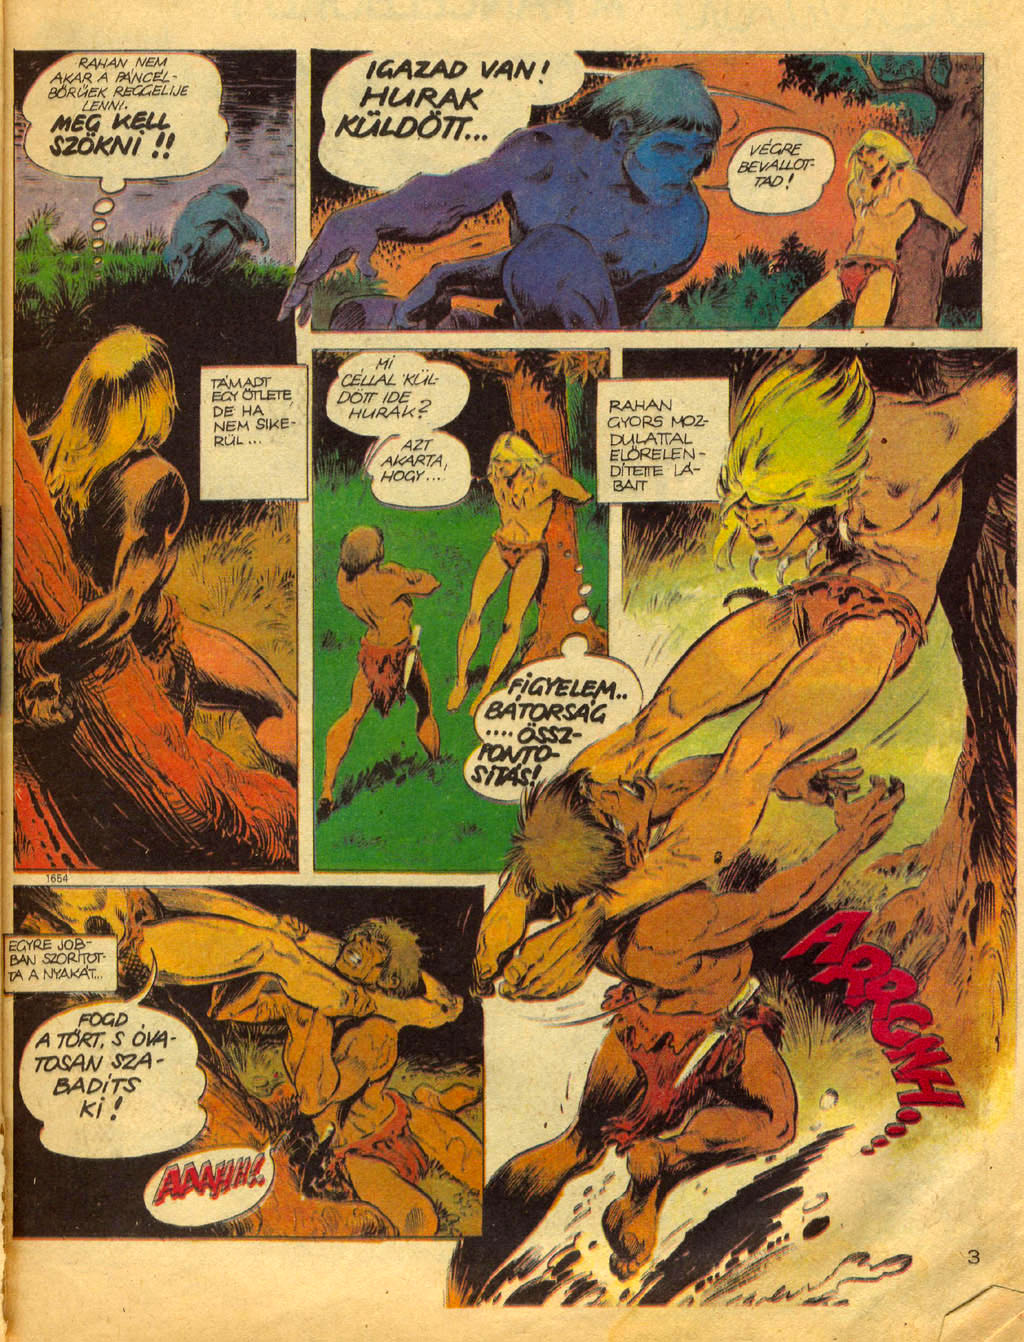 RAHAN NEM
AKAR A PÁNCÉL-
BŐRŰEK REGGELIJE
LENNI.
MEG KELL
SZÖKNI !!
IGAZAD VAN!
HURAK
KÜLDÖTT...
VÉGRE
BEVALLOT-
TAD!
TÁMADT
EGY ÖTLETE,
DE HA
NEM SIKE-
RÜL ...
MI
CÉLLAL KÜL-
DÖTT IDE
HURAK?
AZT
AKARTA,
HOGY...
FIGYELEM..
BÁTORSÁG
.... ÖSSZ-
PONTO-
SÍTÁS!
RAHAN
GYORS MOZ-
DULATTAL
ELŐRELEN-
DÍTETTE LÁ-
BAIT
ARRGNH...
1654
EGYRE JOB-
BAN SZORÍTOT-
TA A NYAKÁT...
FOGD
A TŐRT, S ÓVA-
TOSAN SZA-
BADÍTS
KI!
AAAHH!..
3